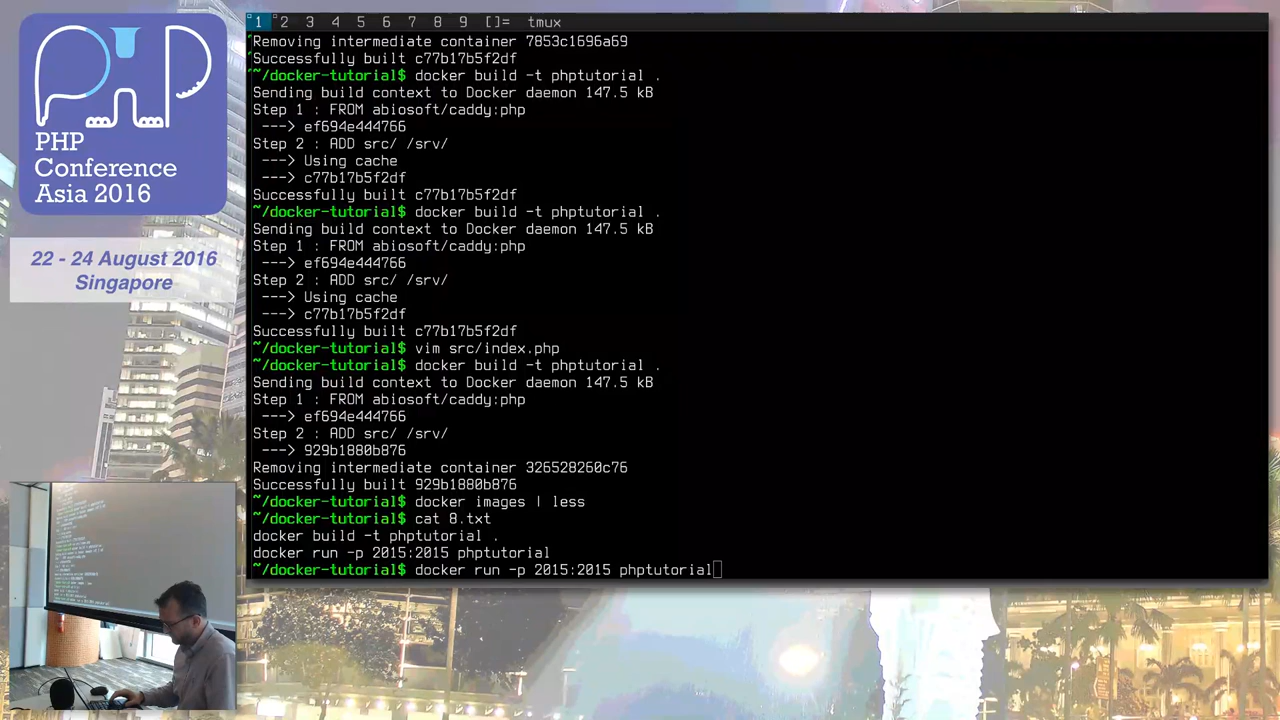 PHP
Conference
Asia 2016
22 - 24 August 2016
Singapore
1 2 3 4 5 6 7 8 9 []= tmux
Removing intermediate container 7853c1696a69
Successfully built c77b17b5f2df
~/docker-tutorial$ docker build -t phptutorial .
Sending build context to Docker daemon 147.5 kB
Step 1 : FROM abiosoft/caddy:php
---> ef694e444766
Step 2 : ADD src/ /srv/
---> Using cache
---> c77b17b5f2df
Successfully built c77b17b5f2df
~/docker-tutorial$ docker build -t phptutorial .
Sending build context to Docker daemon 147.5 kB
Step 1 : FROM abiosoft/caddy:php
---> ef694e444766
Step 2 : ADD src/ /srv/
---> Using cache
---> c77b17b5f2df
Successfully built c77b17b5f2df
~/docker-tutorial$ vim src/index.php
~/docker-tutorial$ docker build -t phptutorial .
Sending build context to Docker daemon 147.5 kB
Step 1 : FROM abiosoft/caddy:php
---> ef694e444766
Step 2 : ADD src/ /srv/
---> 929b1880b876
Removing intermediate container 326528260c76
Successfully built 929b1880b876
~/docker-tutorial$ docker images | less
~/docker-tutorial$ cat 8.txt
docker build -t phptutorial .
docker run -p 2015:2015 phptutorial
~/docker-tutorial$ docker run -p 2015:2015 phptutorial